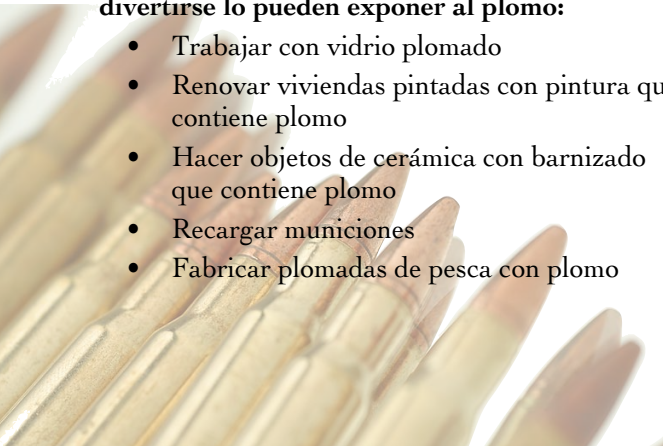 divertirse lo pueden exponer al plomo:
• Trabajar con vidrio plomado
• Renovar viviendas pintadas con pintura qu
contiene plomo
• Hacer objetos de cerámica con barnizado
que contiene plomo
• Recargar municiones
• Fabricar plomadas de pesca con plomo